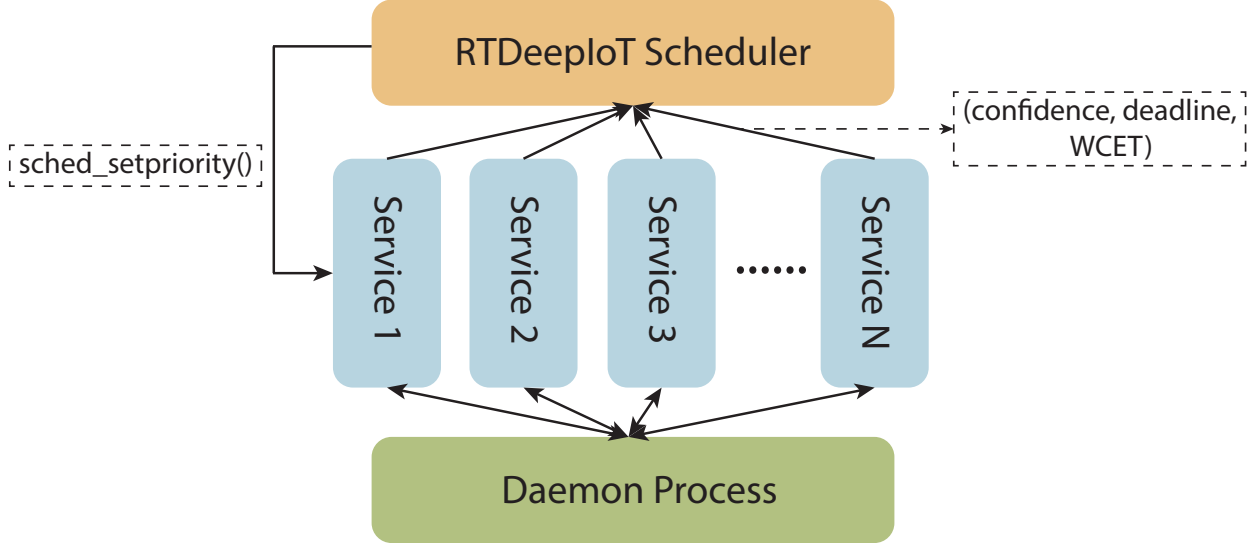 RTDeepIoT Scheduler
(confidence, deadline,
WCET)
sched_setpriority()
Service 1
Service 2
Service 3
......
Service N
Daemon Process